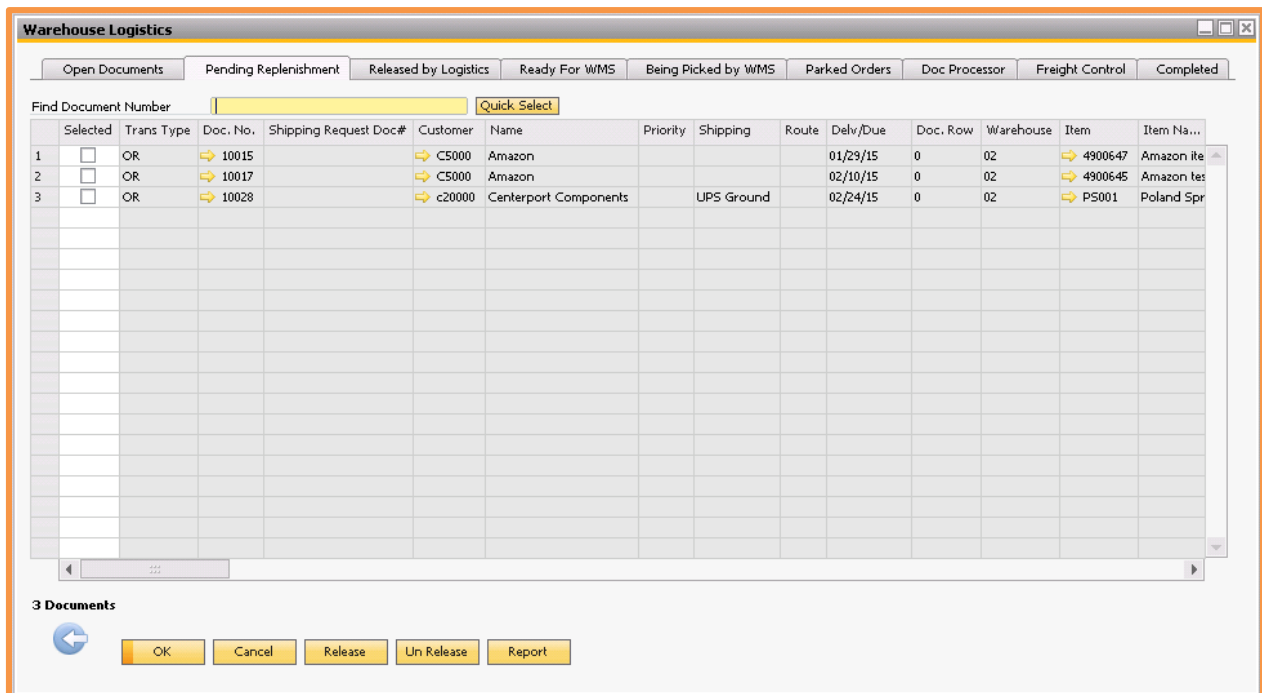 Warehouse Logistics
Open Documents Pending Replenishment Released by Logistics Ready For WMS Being Picked by WMS Parked Orders Doc Processor Freight Control Completed
Find Document Number Quick Select
Selected Trans Type Doc. No. Shipping Request Doc# Customer Name Priority Shipping Route Delv/Due Doc. Row Warehouse Item Item Na...
1 OR 10015 C5000 Amazon 01/29/15 0 02 4900647 Amazon ite
2 OR 10017 C5000 Amazon 02/10/15 0 02 4900645 Amazon tes
3 OR 10028 c20000 Centerport Components UPS Ground 02/24/15 0 02 PS001 Poland Spr
3 Documents
OK Cancel Release Un Release Report